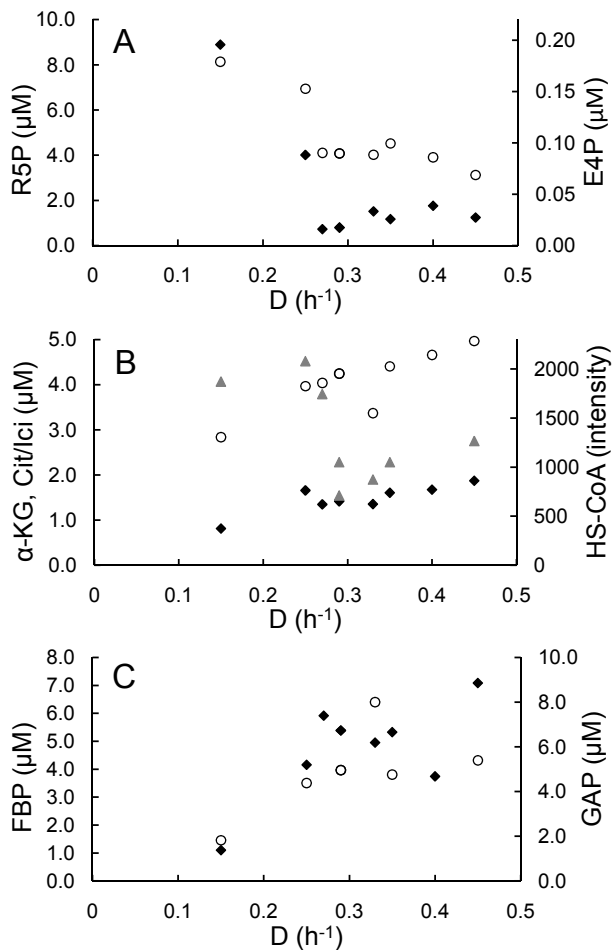 A
R5P (µM)
10.0
8.0
6.0
4.0
2.0
0.0
E4P (µM)
0.20
0.15
0.10
0.05
0.00
0 0.1 0.2 0.3 0.4 0.5
D (h⁻¹)
B
α-KG, Cit/Ici (µM)
5.0
4.0
3.0
2.0
1.0
0.0
HS-CoA (intensity)
2000
1500
1000
500
0
0 0.1 0.2 0.3 0.4 0.5
D (h⁻¹)
C
FBP (µM)
8.0
7.0
6.0
5.0
4.0
3.0
2.0
1.0
0.0
GAP (µM)
10.0
8.0
6.0
4.0
2.0
0.0
0 0.1 0.2 0.3 0.4 0.5
D (h⁻¹)